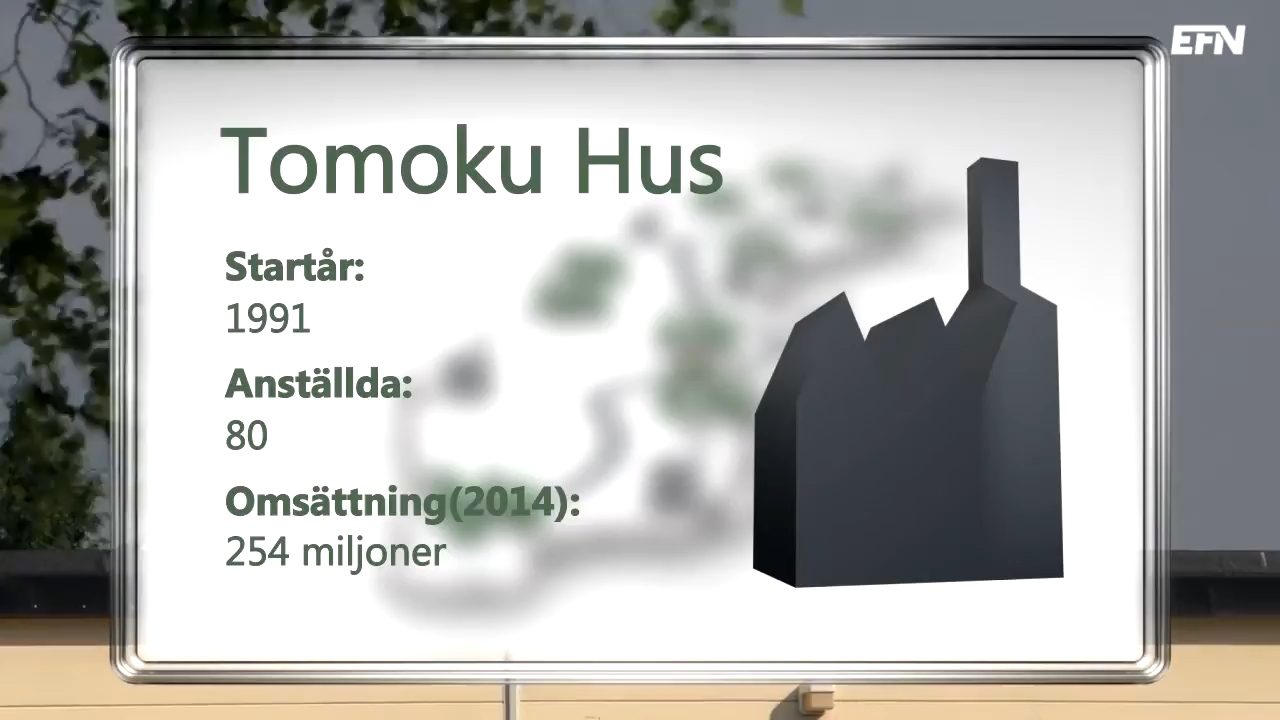 EFN
Tomoku Hus
Startår:
1991
Anställda:
80
Omsättning(2014):
254 miljoner